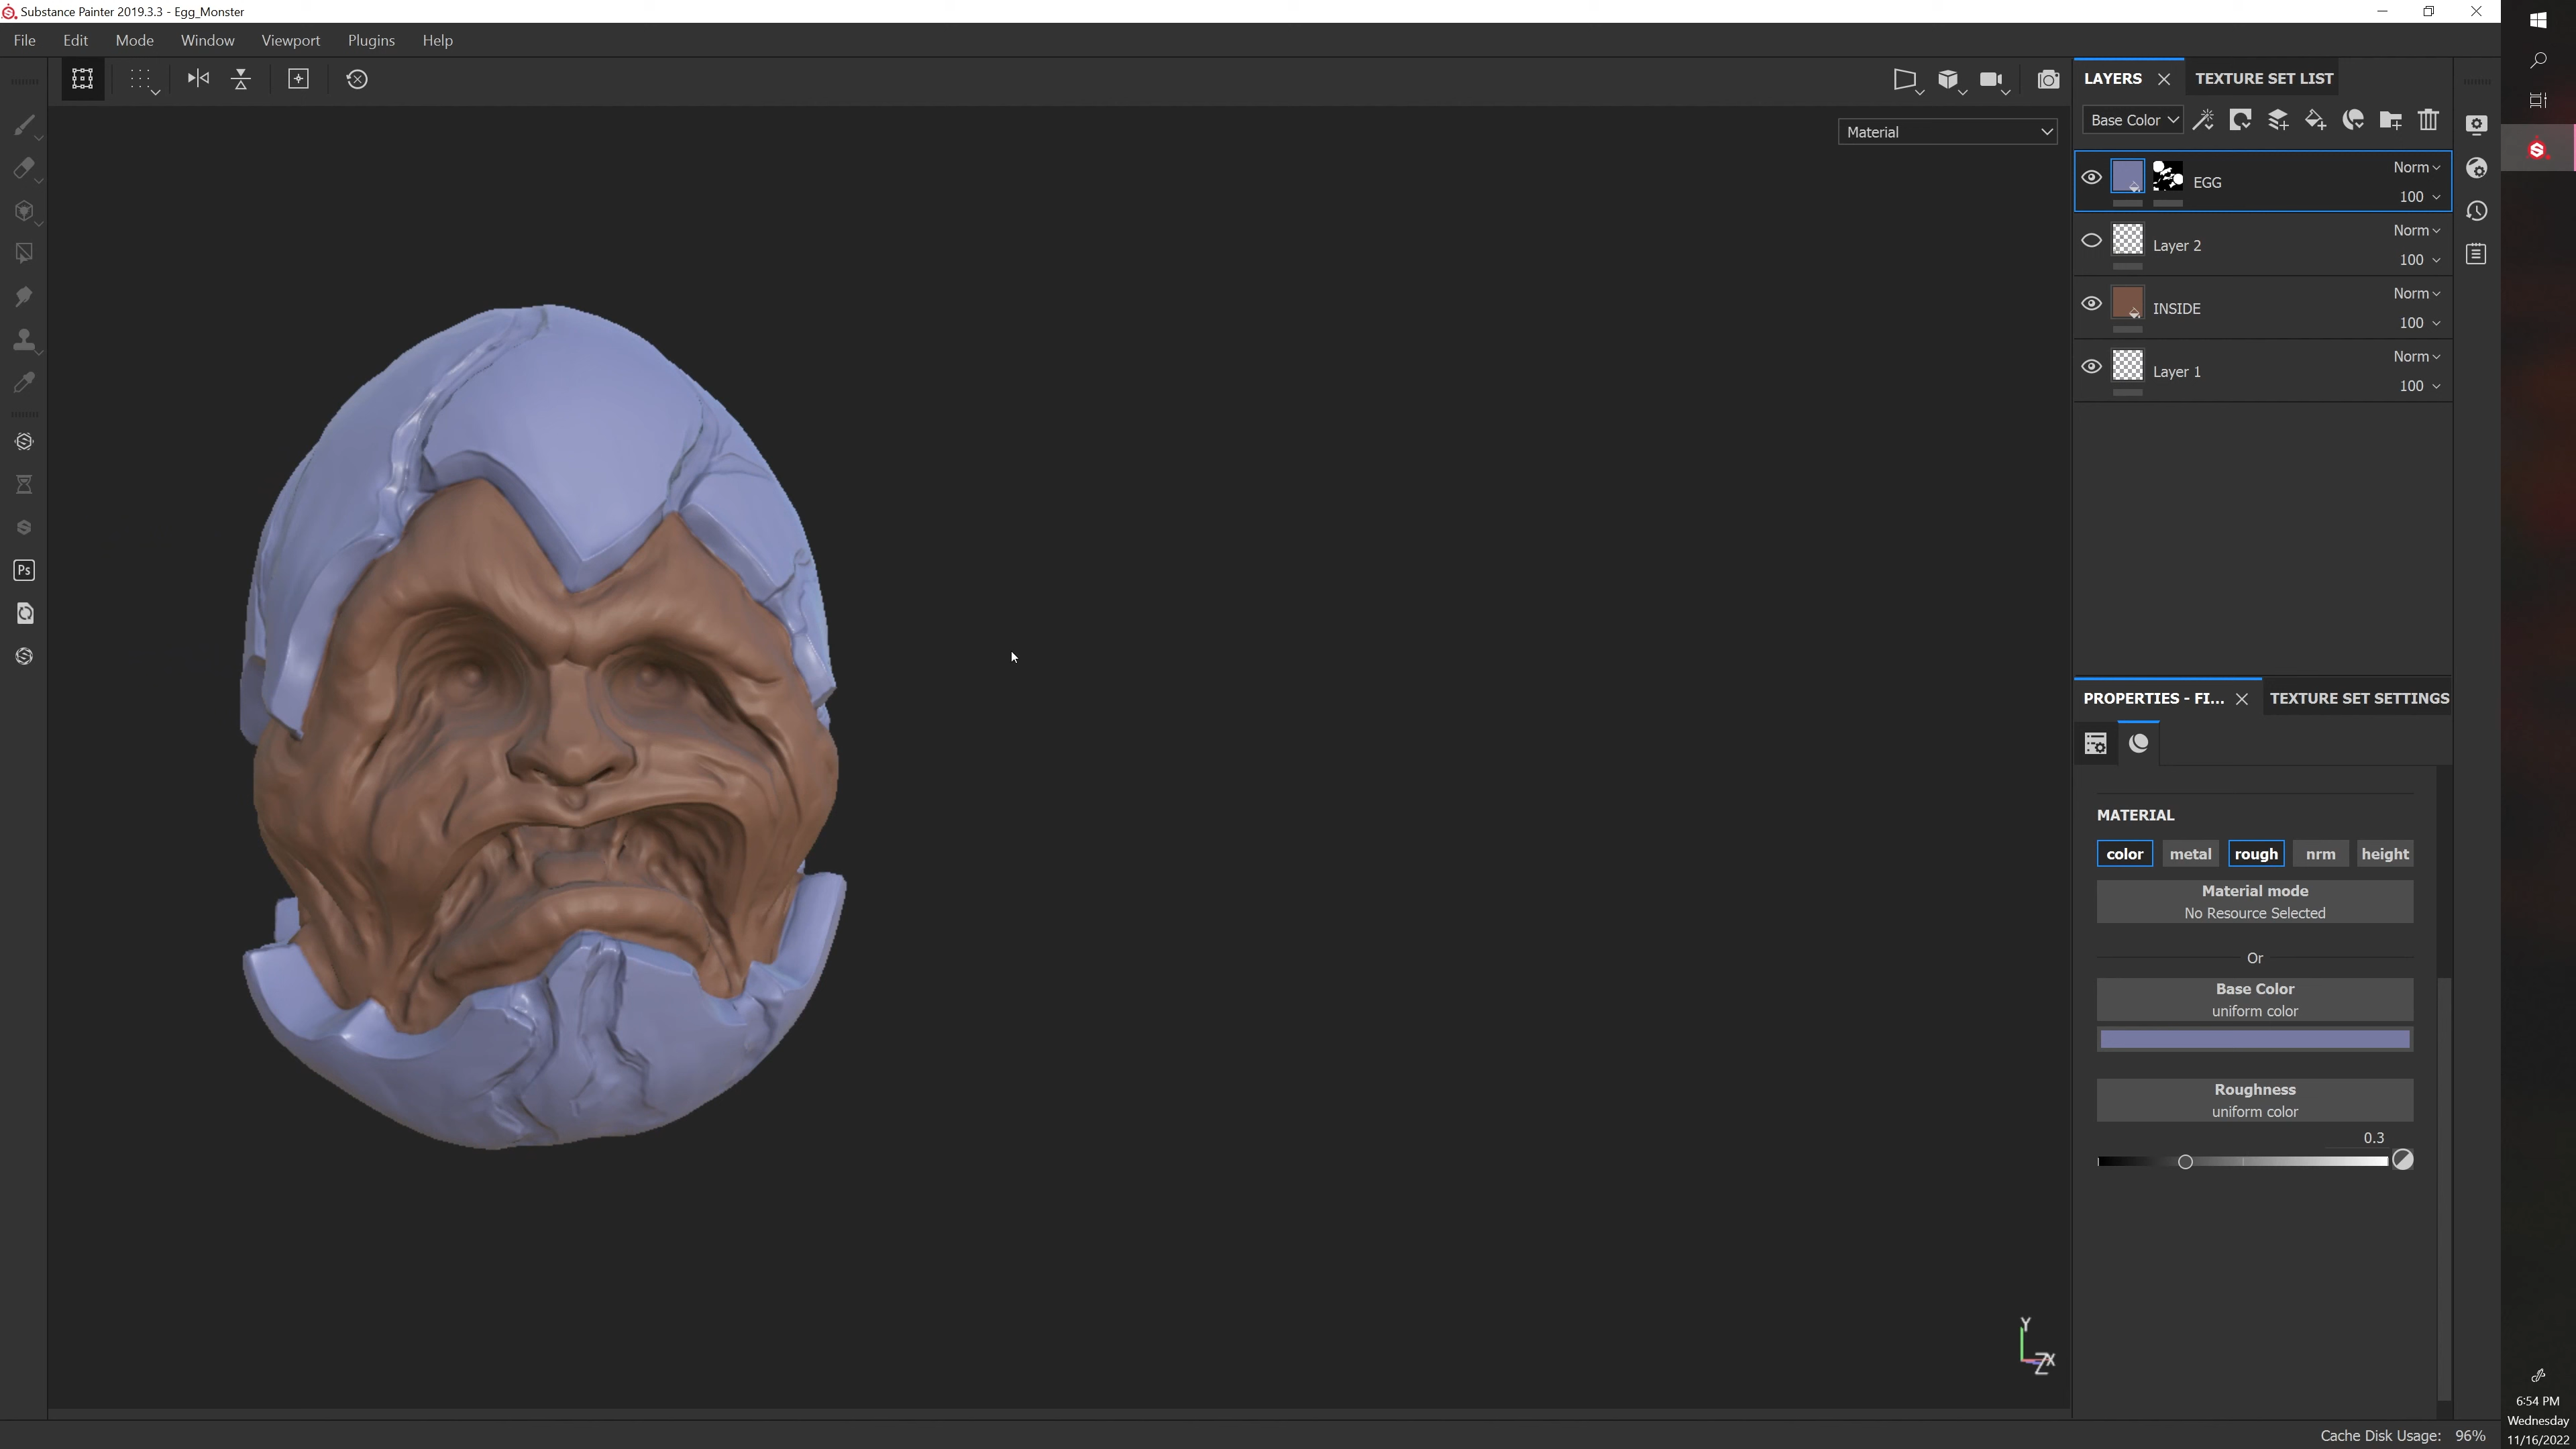 Substance Painter 2019.3.3 - Egg_Monster
File Edit Mode Window Viewport Plugins Help
LAYERS TEXTURE SET LIST
Base Color
Material
Norm
EGG
100
Norm
Layer 2
100
Norm
INSIDE
100
Norm
Layer 1
100
Ps
PROPERTIES - FI... TEXTURE SET SETTINGS
MATERIAL
color metal rough nrm height
Material mode
No Resource Selected
Or
Base Color
uniform color
Roughness
uniform color
0.3
Y
Z X
6:54 PM
Wednesday
11/16/2022
Cache Disk Usage: 96%